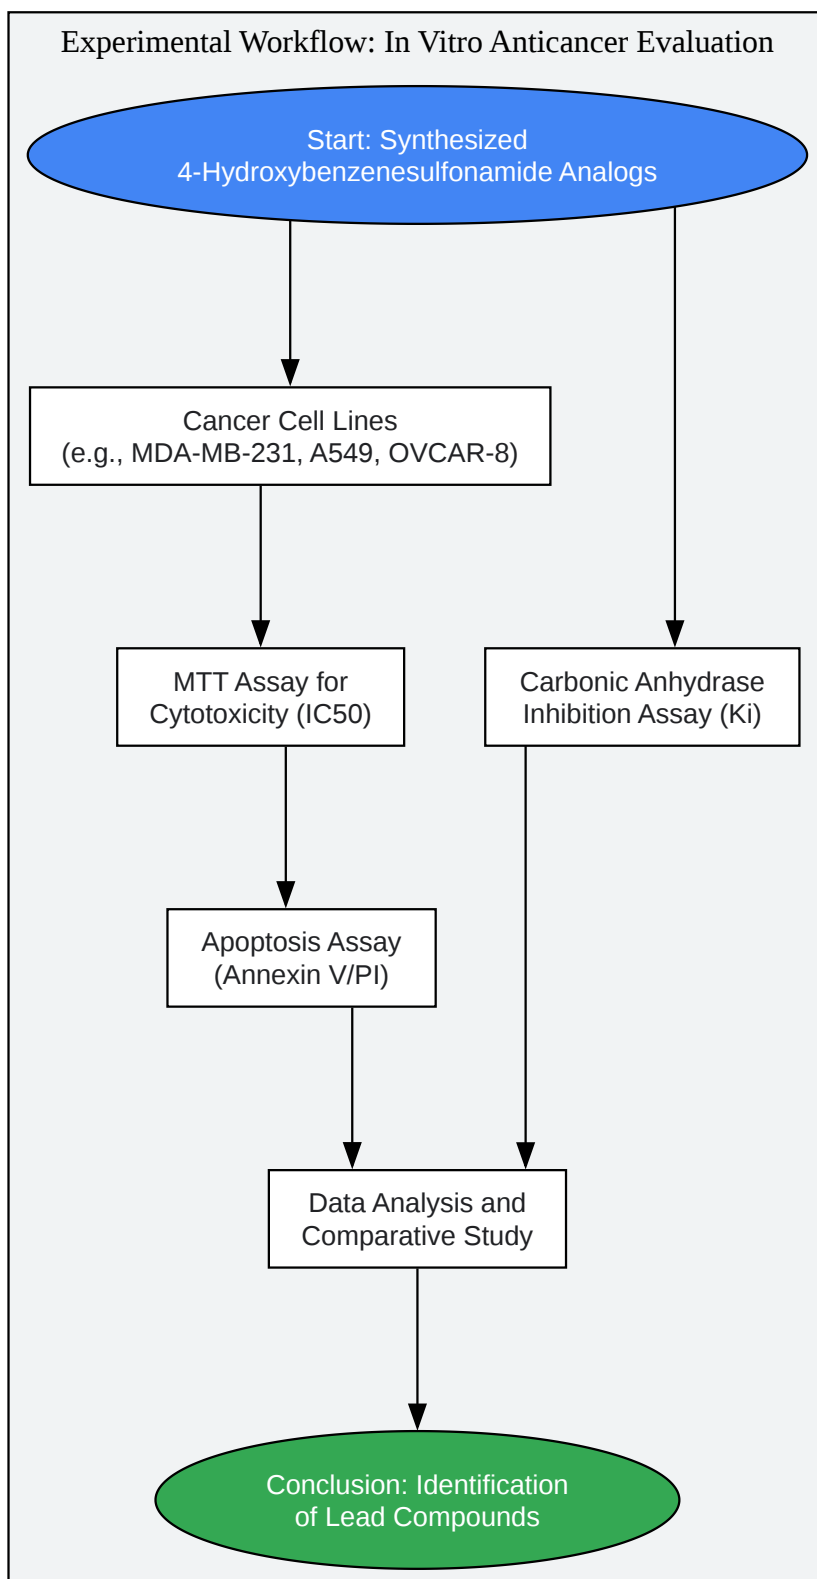 Experimental Workflow: In Vitro Anticancer Evaluation
Start: Synthesized
4-Hydroxybenzenesulfonamide Analogs
Cancer Cell Lines
(e.g., MDA-MB-231, A549, OVCAR-8)
MTT Assay for
Cytotoxicity (IC50)
Carbonic Anhydrase
Inhibition Assay (Ki)
Apoptosis Assay
(Annexin V/PI)
Data Analysis and
Comparative Study
Conclusion: Identification
of Lead Compounds